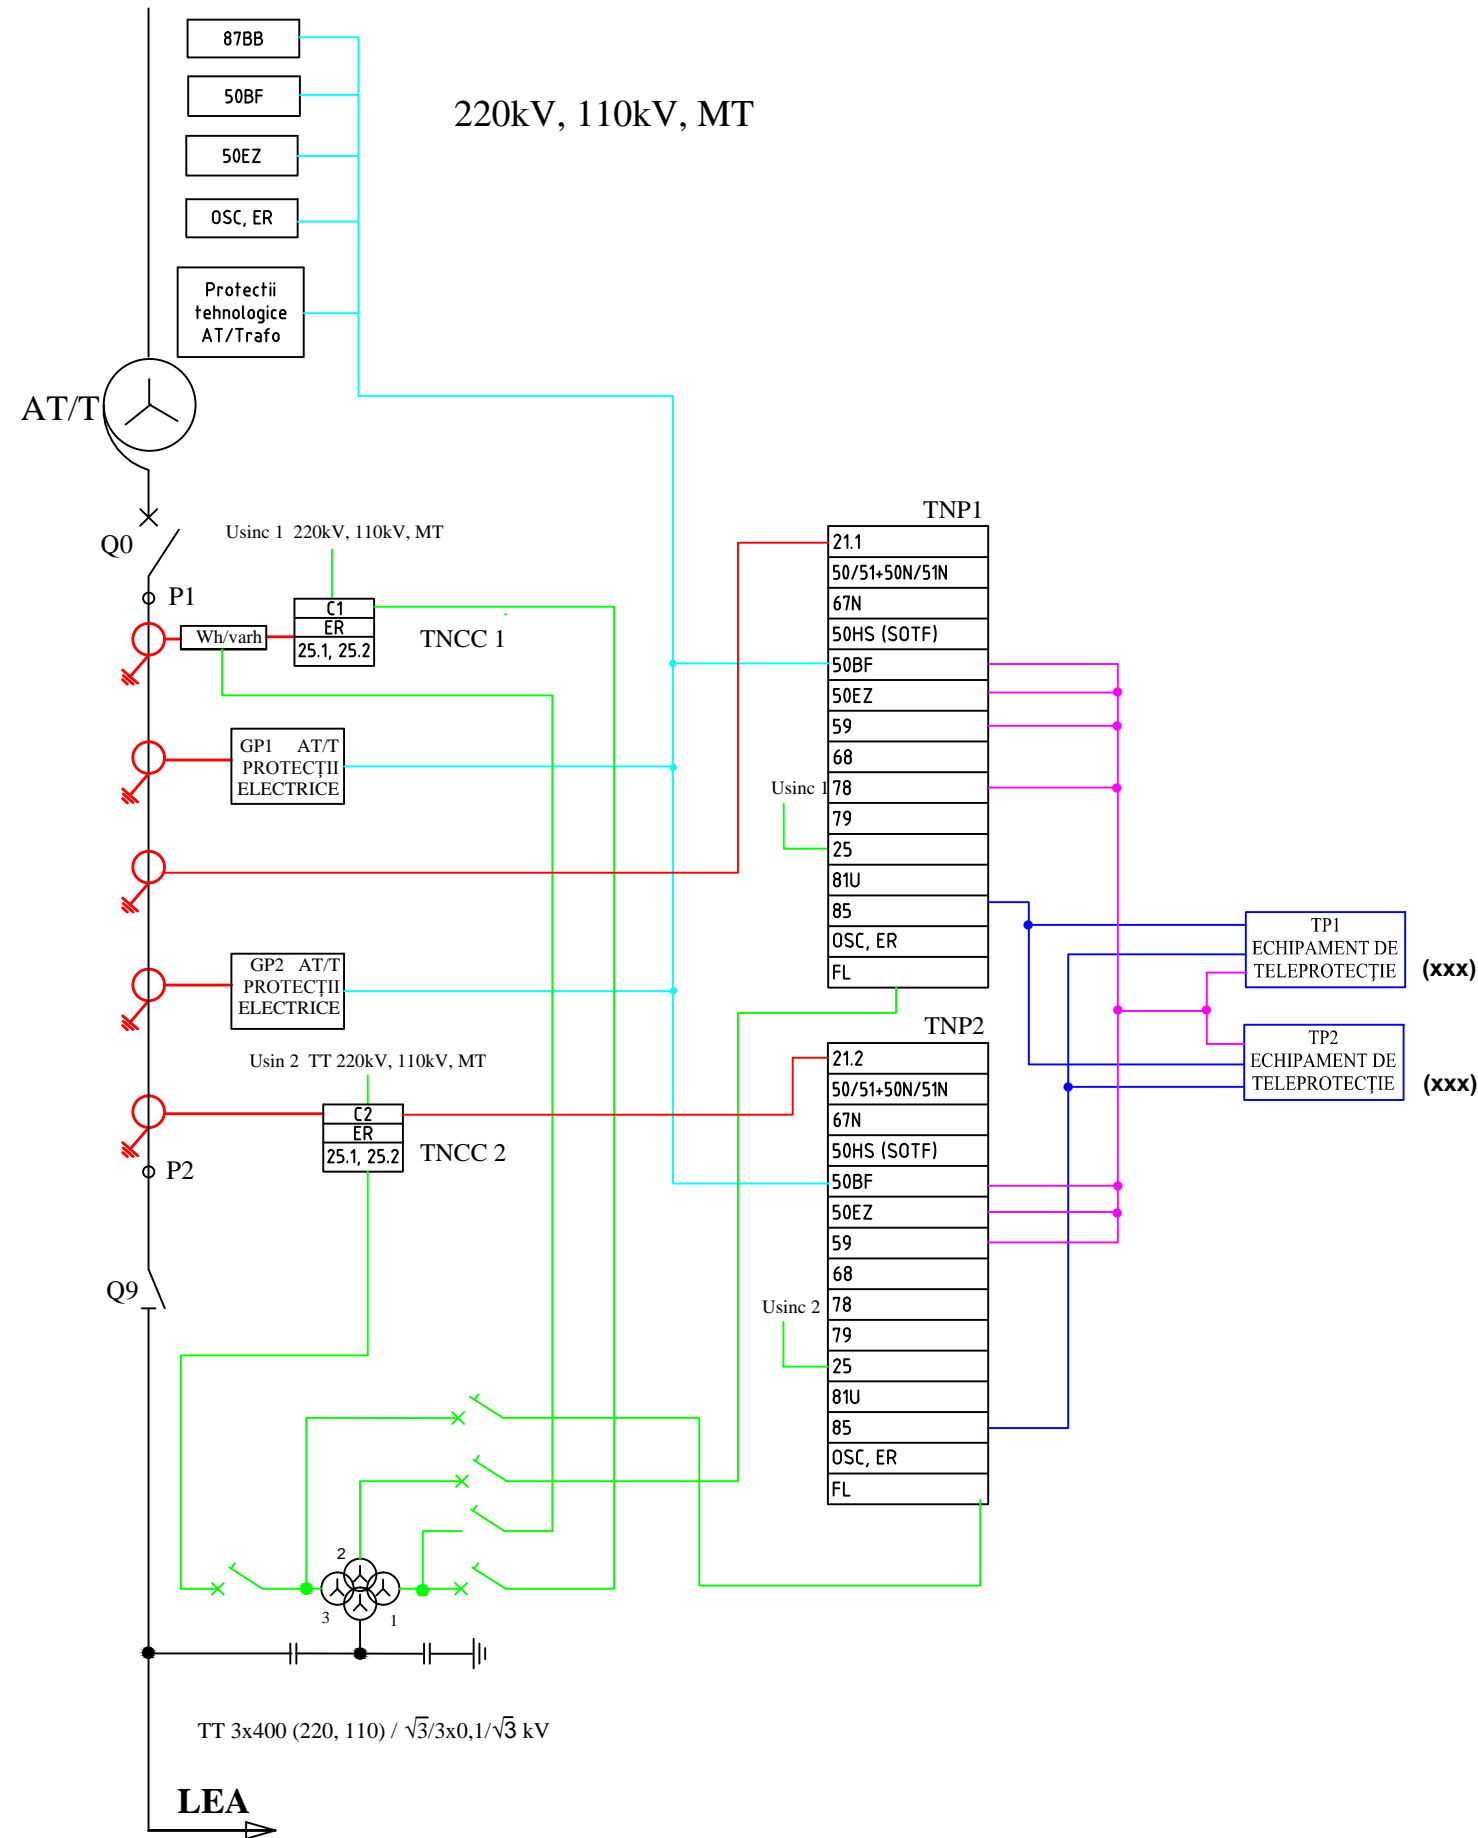 87BB
50BF
50EZ
OSC, ER
Protectii
tehnologice
AT/Trafo
220kV, 110kV, MT
AT/T
Q0
P1
Usinc 1 220kV, 110kV, MT
C1
ER
25.1, 25.2
TNCC 1
Wh/varh
GP1 AT/T
PROTECȚII
ELECTRICE
GP2 AT/T
PROTECȚII
ELECTRICE
Usin 2 TT 220kV, 110kV, MT
C2
ER
25.1, 25.2
TNCC 2
P2
Q9
TNP1
21.1
50/51+50N/51N
67N
50HS (SOTF)
50BF
50EZ
59
68
Usinc 1
78
79
25
81U
85
OSC, ER
FL
TNP2
21.2
50/51+50N/51N
67N
50HS (SOTF)
50BF
50EZ
59
68
Usinc 2
78
79
25
81U
85
OSC, ER
FL
TP1
ECHIPAMENT DE
TELEPROTECȚIE
(xxx)
TP2
ECHIPAMENT DE
TELEPROTECȚIE
(xxx)
2
3
1
TT 3x400 (220, 110) / √3/3x0,1/√3 kV
LEA